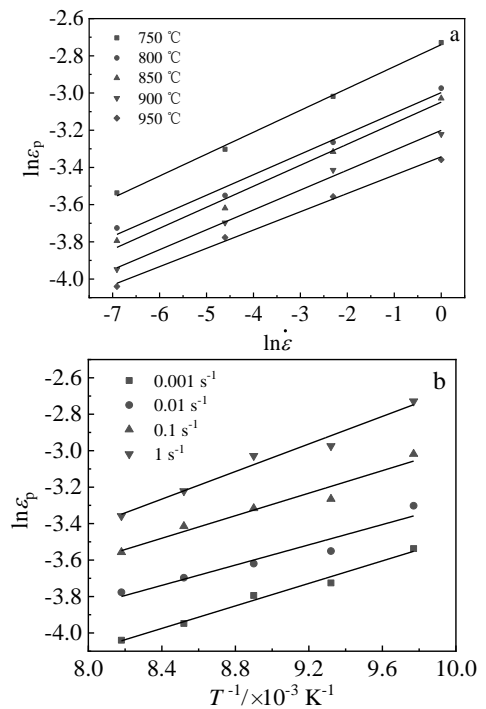 a
750 ℃
800 ℃
850 ℃
900 ℃
950 ℃
-2.6
-2.8
-3.0
-3.2
-3.4
-3.6
-3.8
-4.0
lnεp
-7 -6 -5 -4 -3 -2 -1 0
lnε̇
b
0.001 s⁻¹
0.01 s⁻¹
0.1 s⁻¹
1 s⁻¹
-2.6
-2.8
-3.0
-3.2
-3.4
-3.6
-3.8
-4.0
lnεp
8.0 8.4 8.8 9.2 9.6 10.0
T⁻¹/×10⁻³ K⁻¹